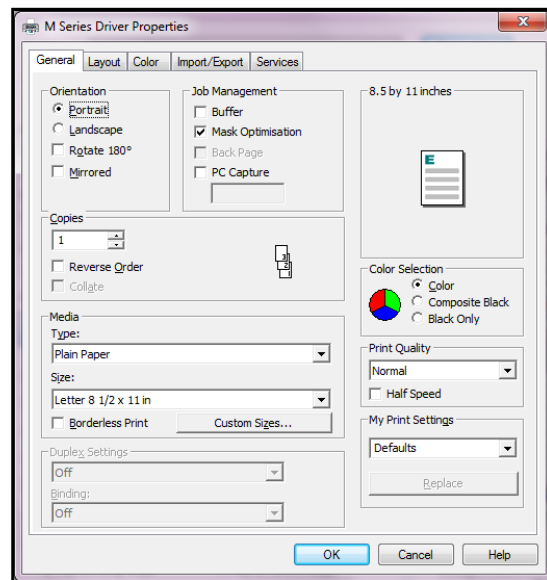 M Series Driver Properties
General Layout Color Import/Export Services
Orientation
Portrait
Landscape
Rotate 180°
Mirrored
Job Management
Buffer
Mask Optimisation
Back Page
PC Capture
8.5 by 11 inches
E
Copies
1
Reverse Order
Collate
3
2
1
Color Selection
Color
Composite Black
Black Only
Media
Type:
Plain Paper
Size:
Letter 8 1/2 x 11 in
Borderless Print
Custom Sizes...
Print Quality
Normal
Half Speed
My Print Settings
Defaults
Replace
Duplex Settings
Off
Binding:
Off
OK Cancel Help